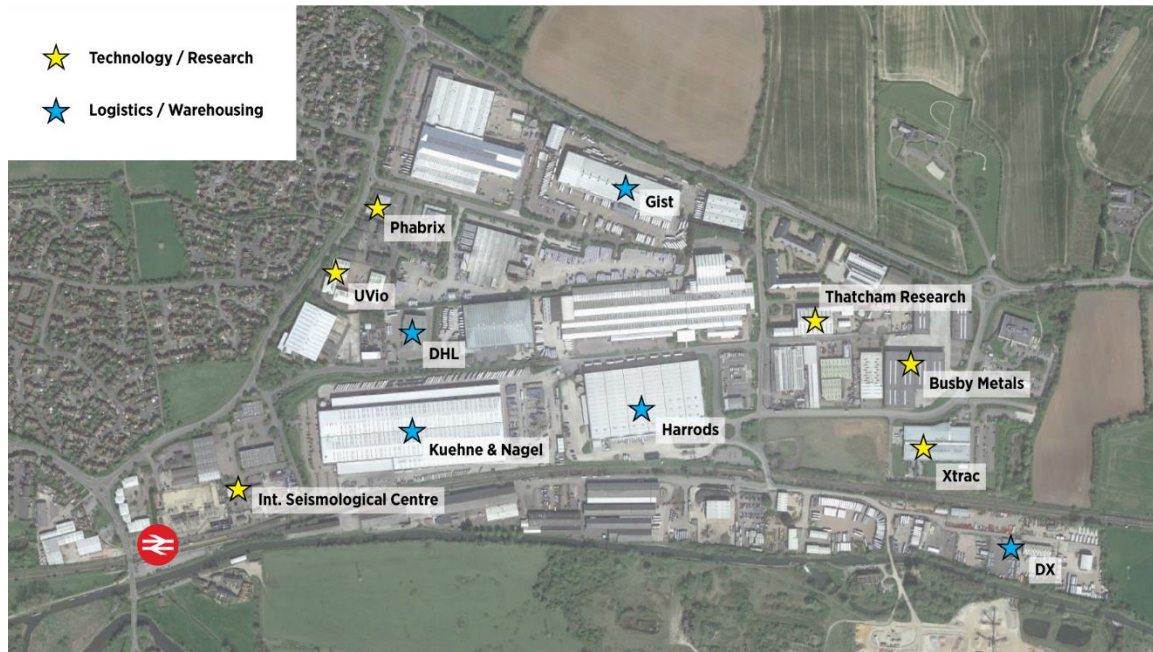 Technology / Research
Logistics / Warehousing
Gist
Phabrix
UVio
Thatcham Research
DHL
Busby Metals
Harrods
Kuehne & Nagel
Xtrac
Int. Seismological Centre
DX